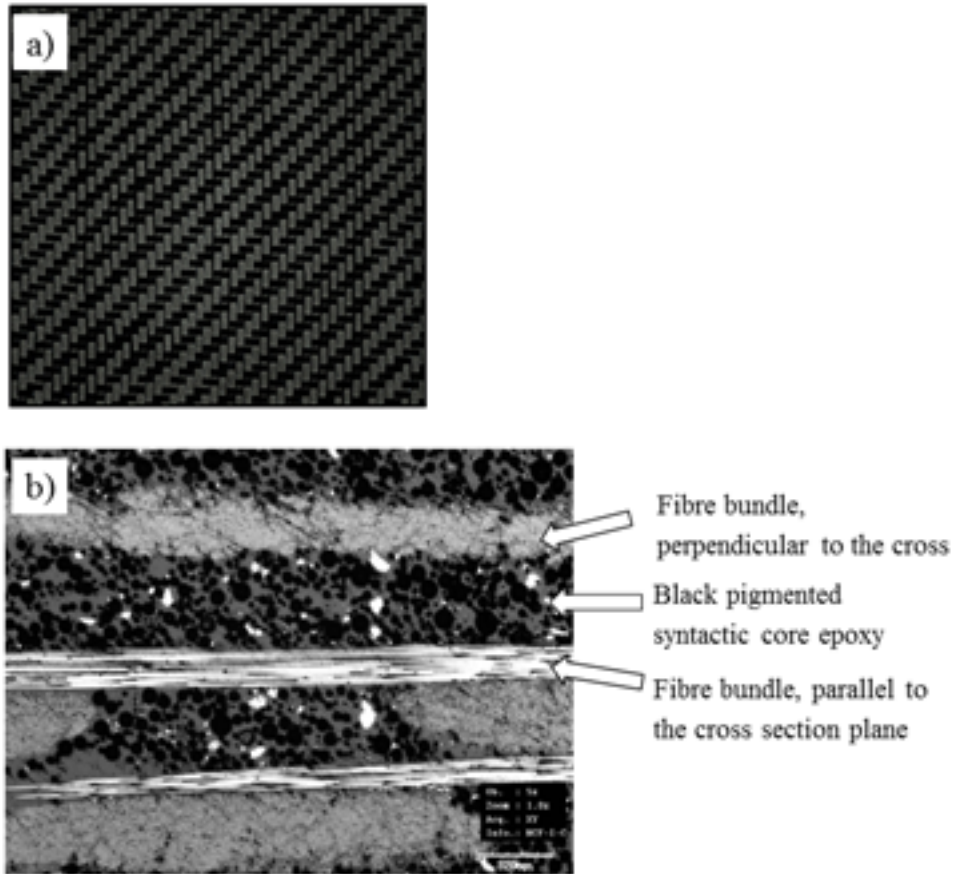 a)
b)
Fibre bundle,
perpendicular to the cross
Black pigmented
syntactic core epoxy
Fibre bundle, parallel to
the cross section plane
Zoom :